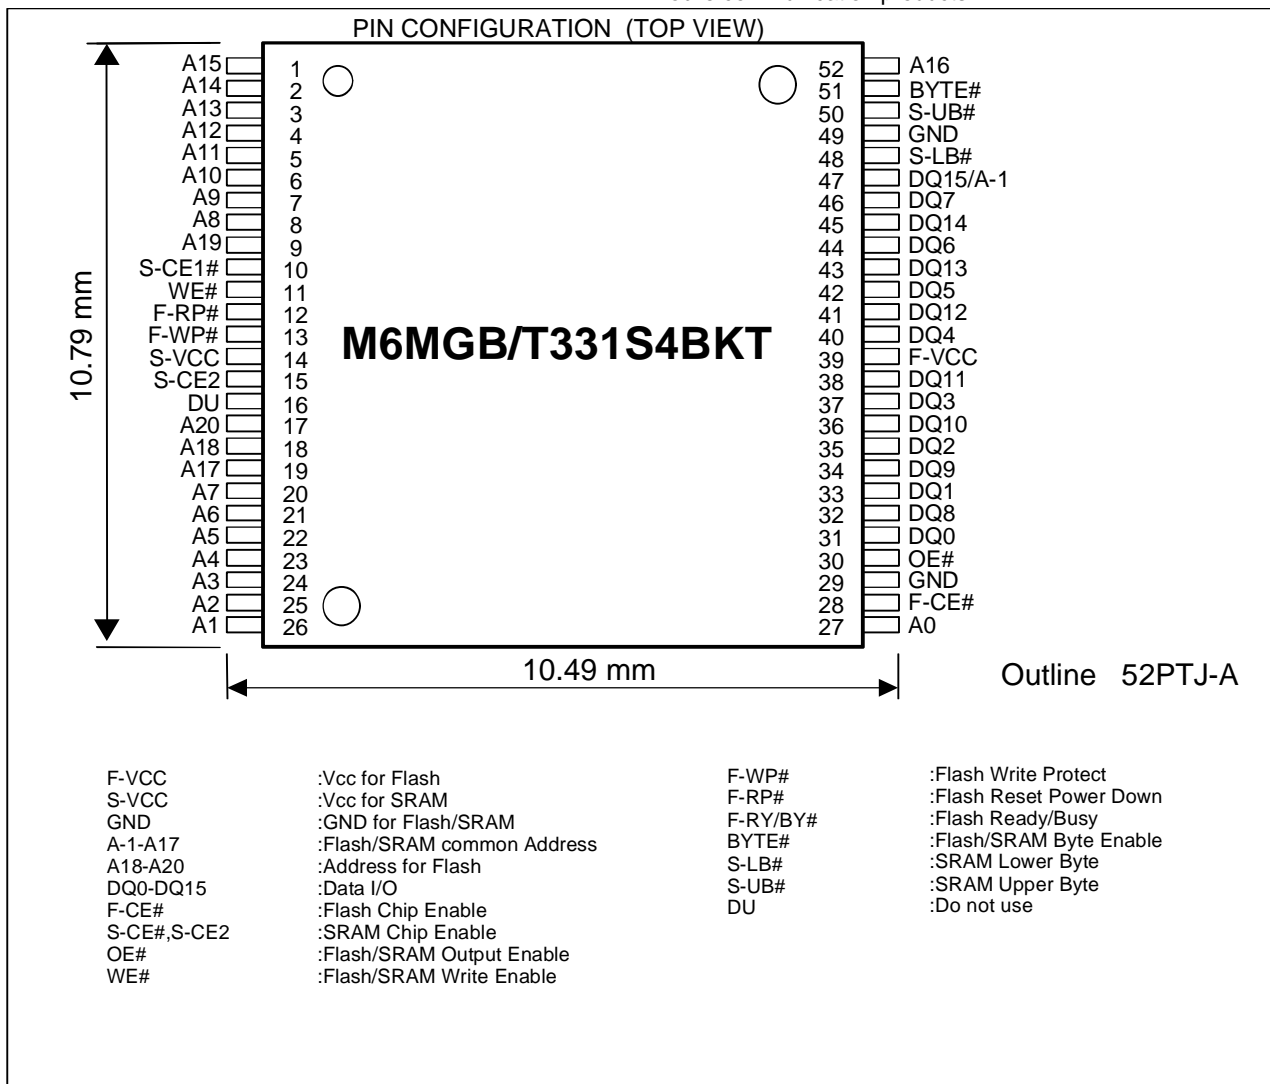 PIN CONFIGURATION (TOP VIEW)
A15 1 52 A16
A14 2 51 BYTE#
A13 3 50 S-UB#
A12 4 49 GND
A11 5 48 S-LB#
A10 6 47 DQ15/A-1
A9 7 46 DQ7
A8 8 45 DQ14
A19 9 44 DQ6
S-CE1# 10 43 DQ13
WE# 11 42 DQ5
F-RP# 12 41 DQ12
F-WP# 13 40 DQ4
S-VCC 14 39 F-VCC
S-CE2 15 38 DQ11
DU 16 37 DQ3
A20 17 36 DQ10
A18 18 35 DQ2
A17 19 34 DQ9
A7 20 33 DQ1
A6 21 32 DQ8
A5 22 31 DQ0
A4 23 30 OE#
A3 24 29 GND
A2 25 28 F-CE#
A1 26 27 A0
M6MGB/T331S4BKT
10.79 mm
10.49 mm
Outline 52PTJ-A
F-VCC :Vcc for Flash
S-VCC :Vcc for SRAM
GND :GND for Flash/SRAM
A-1-A17 :Flash/SRAM common Address
A18-A20 :Address for Flash
DQ0-DQ15 :Data I/O
F-CE# :Flash Chip Enable
S-CE#,S-CE2 :SRAM Chip Enable
OE# :Flash/SRAM Output Enable
WE# :Flash/SRAM Write Enable
F-WP# :Flash Write Protect
F-RP# :Flash Reset Power Down
F-RY/BY# :Flash Ready/Busy
BYTE# :Flash/SRAM Byte Enable
S-LB# :SRAM Lower Byte
S-UB# :SRAM Upper Byte
DU :Do not use